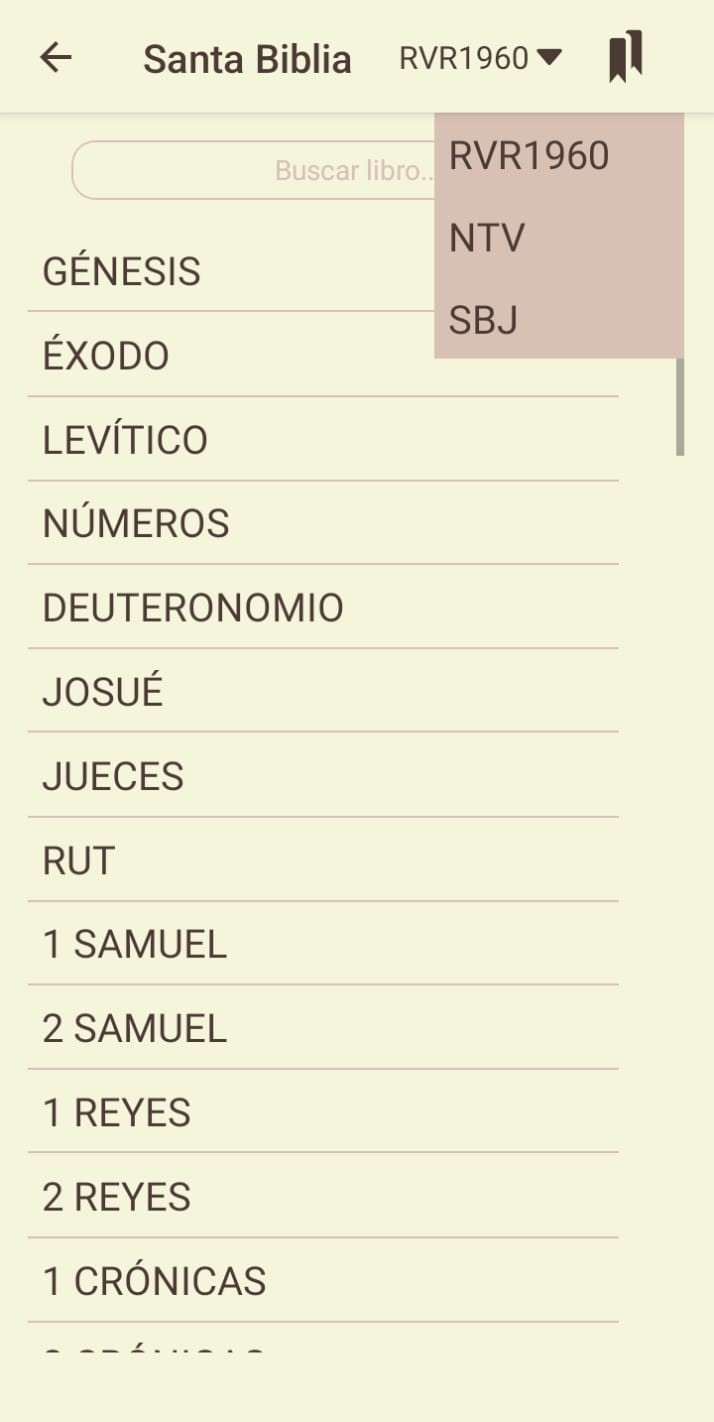 Santa Biblia RVR1960
RVR1960
NTV
SBJ
Buscar libro..
GÉNESIS
ÉXODO
LEVÍTICO
NÚMEROS
DEUTERONOMIO
JOSUÉ
JUECES
RUT
1 SAMUEL
2 SAMUEL
1 REYES
2 REYES
1 CRÓNICAS